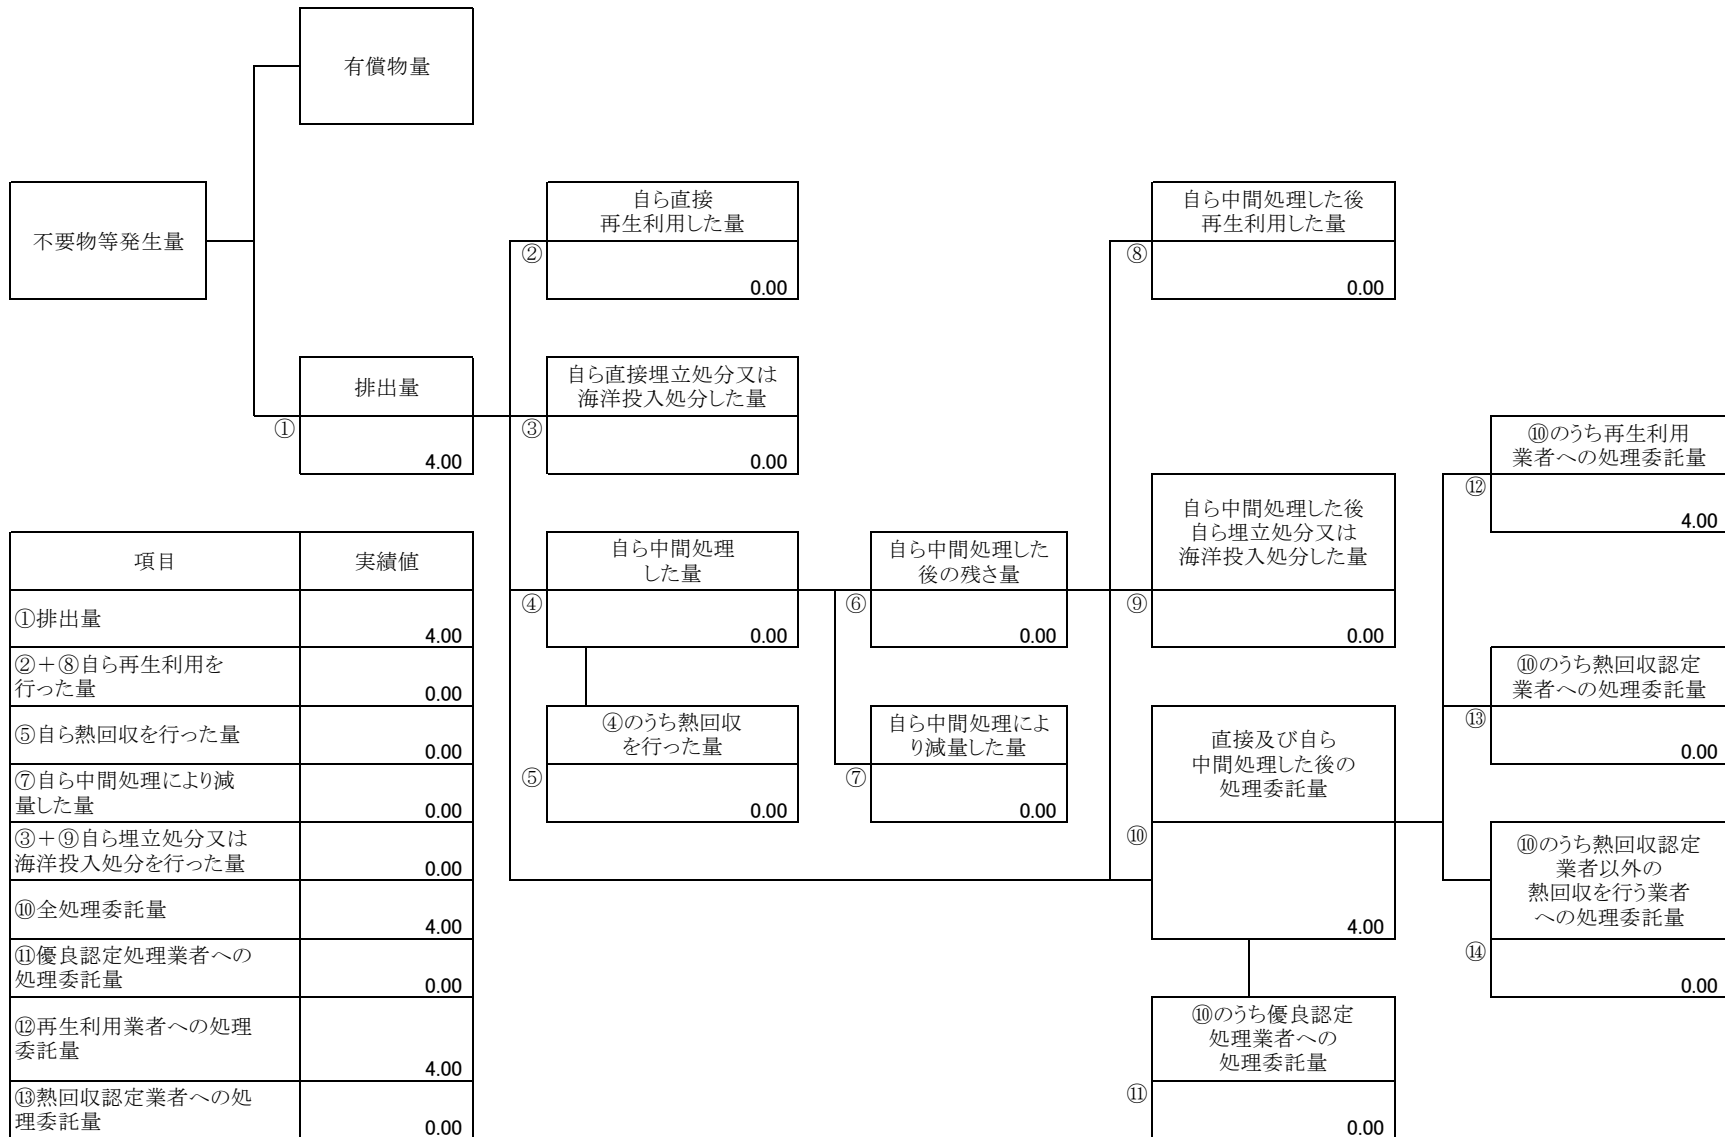 有償物量
不要物等発生量
自ら直接
再生利用した量
②
0.00
自ら中間処理した後
再生利用した量
⑧
0.00
排出量
①
4.00
自ら直接埋立処分又は
海洋投入処分した量
③
0.00
⑩のうち再生利用
業者への処理委託量
⑫
4.00
自ら中間処理した後
自ら埋立処分又は
海洋投入処分した量
⑨
0.00
自ら中間処理
した量
④
0.00
自ら中間処理した
後の残さ量
⑥
0.00
⑩のうち熱回収認定
業者への処理委託量
⑬
0.00
④のうち熱回収
を行った量
⑤
0.00
自ら中間処理によ
り減量した量
⑦
0.00
直接及び自ら
中間処理した後の
処理委託量
⑩
4.00
⑩のうち熱回収認定
業者以外の
熱回収を行う業者
への処理委託量
⑭
0.00
⑩のうち優良認定
処理業者への
処理委託量
⑪
0.00
項目 実績値
①排出量 4.00
②＋⑧自ら再生利用を
行った量 0.00
⑤自ら熱回収を行った量 0.00
⑦自ら中間処理により減
量した量 0.00
③＋⑨自ら埋立処分又は
海洋投入処分を行った量 0.00
⑩全処理委託量 4.00
⑪優良認定処理業者への
処理委託量 0.00
⑫再生利用業者への処理
委託量 4.00
⑬熱回収認定業者への処
理委託量 0.00